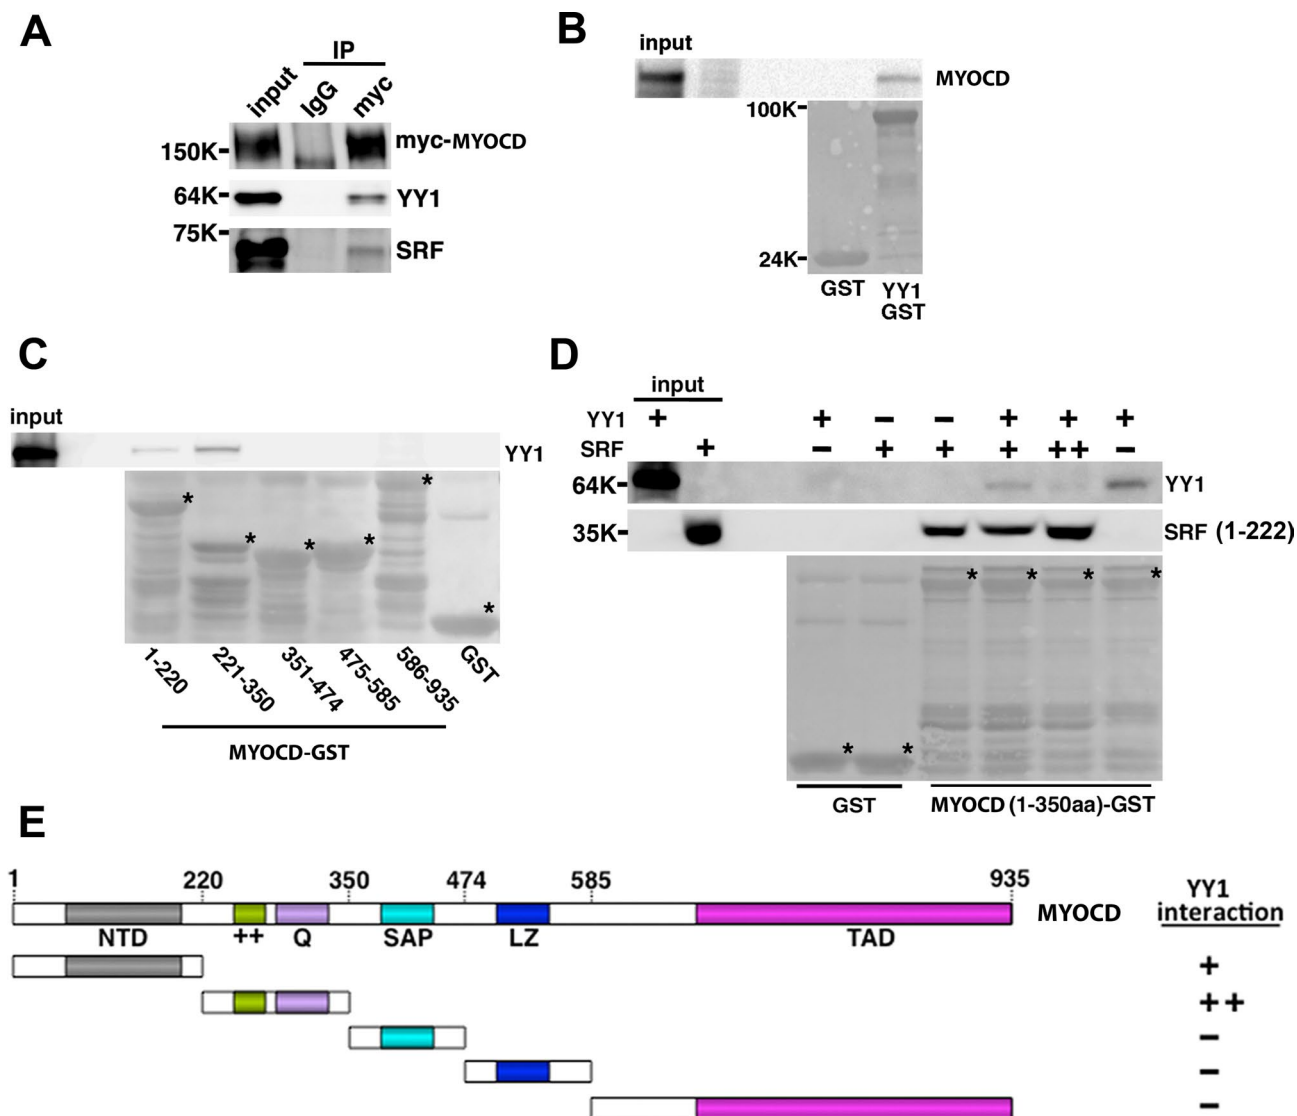 A
IP
input IgG myc
150K- myc-MYOCD
64K- YY1
75K-
SRF
B
input
MYOCD
100K-
24K-
GST YY1
GST
C
input
YY1
*
*
*
*
*
*
1-220 221-350 351-474 475-585 586-935 GST
MYOCD-GST
D
input
YY1 + + - - + + +
SRF + - + + + ++ -
64K- YY1
35K- SRF (1-222)
* * * *
* *
GST MYOCD (1-350aa)-GST
E
1 220 350 474 585 935 YY1
MYOCD interaction
NTD ++ Q SAP LZ TAD
+
++
-
-
-